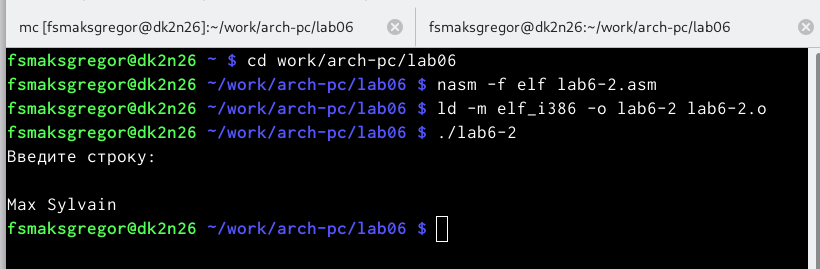 mc [fsmaksgregor@dk2n26]:~/work/arch-pc/lab06
fsmaksgregor@dk2n26:~/work/arch-pc/lab06
fsmaksgregor@dk2n26 ~ $ cd work/arch-pc/lab06
fsmaksgregor@dk2n26 ~/work/arch-pc/lab06 $ nasm -f elf lab6-2.asm
fsmaksgregor@dk2n26 ~/work/arch-pc/lab06 $ ld -m elf_i386 -o lab6-2 lab6-2.o
fsmaksgregor@dk2n26 ~/work/arch-pc/lab06 $ ./lab6-2
Введите строку:
Max Sylvain
fsmaksgregor@dk2n26 ~/work/arch-pc/lab06 $